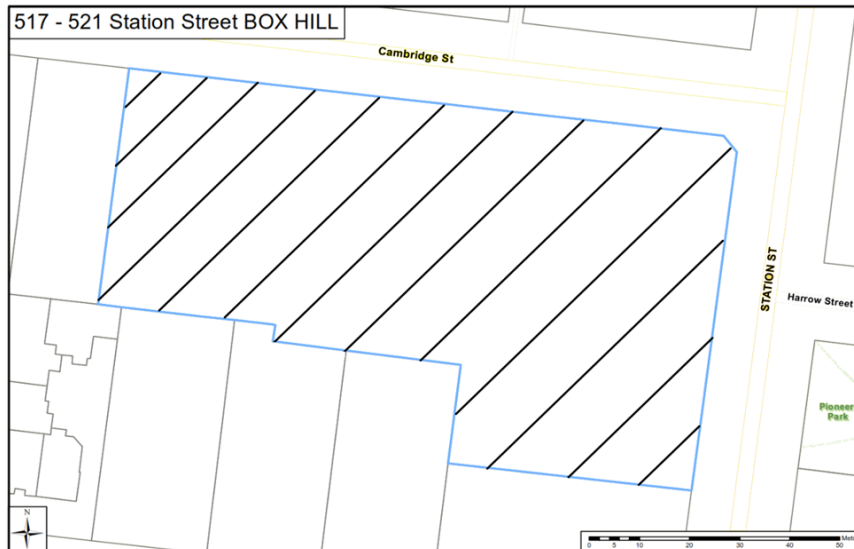 517 - 521 Station Street BOX HILL
Cambridge St
STATION ST
Harrow Street
Pioneer
Park
N
0 5 10 20 30 40 50